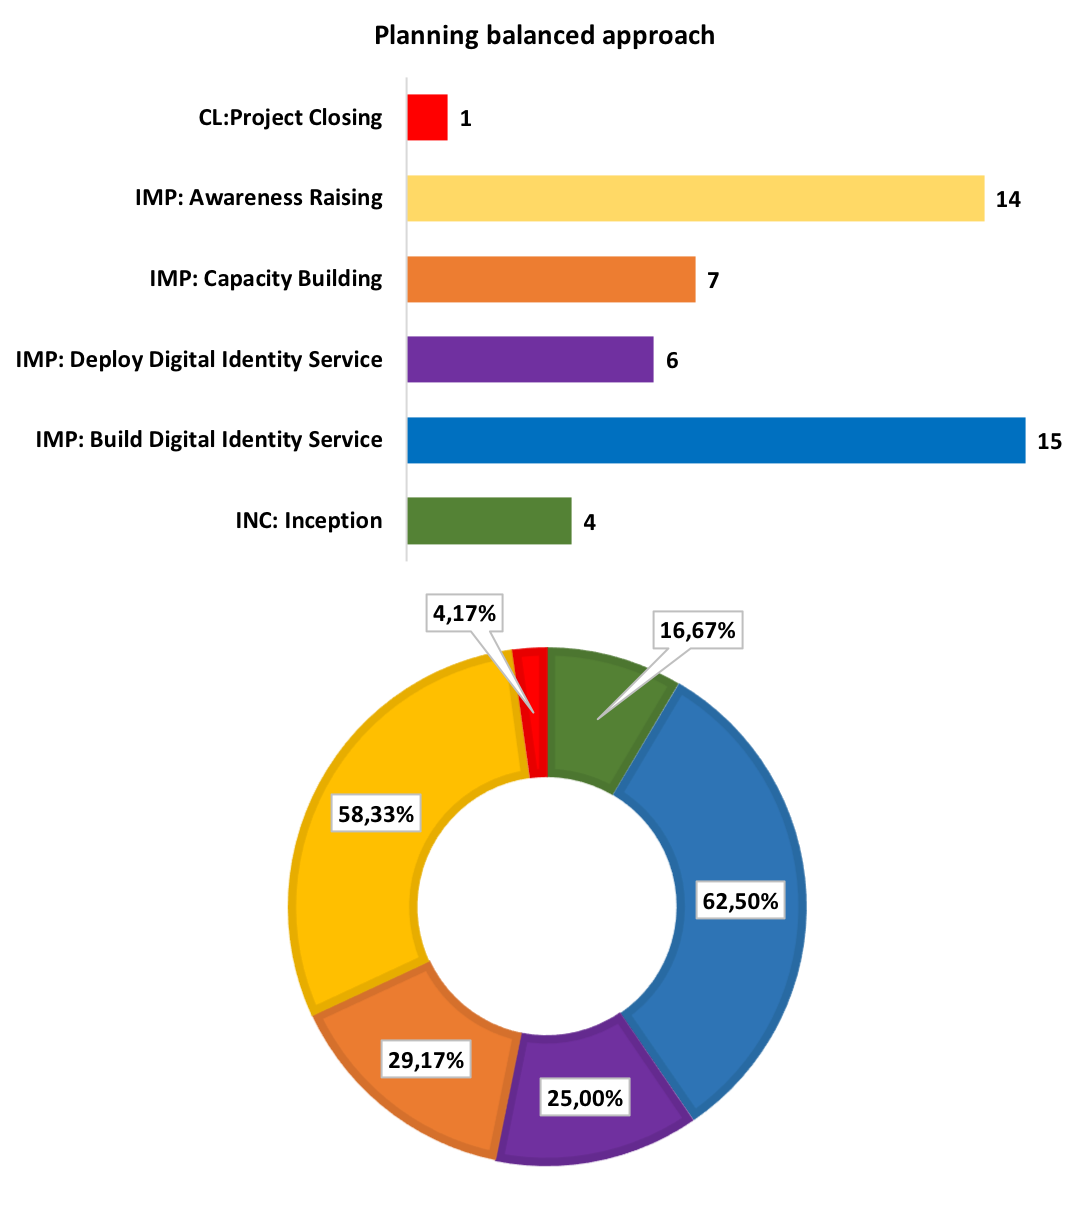 Planning balanced approach
CL:Project Closing 1
IMP: Awareness Raising 14
IMP: Capacity Building 7
IMP: Deploy Digital Identity Service 6
IMP: Build Digital Identity Service 15
INC: Inception 4
4,17%
16,67%
58,33%
62,50%
29,17%
25,00%